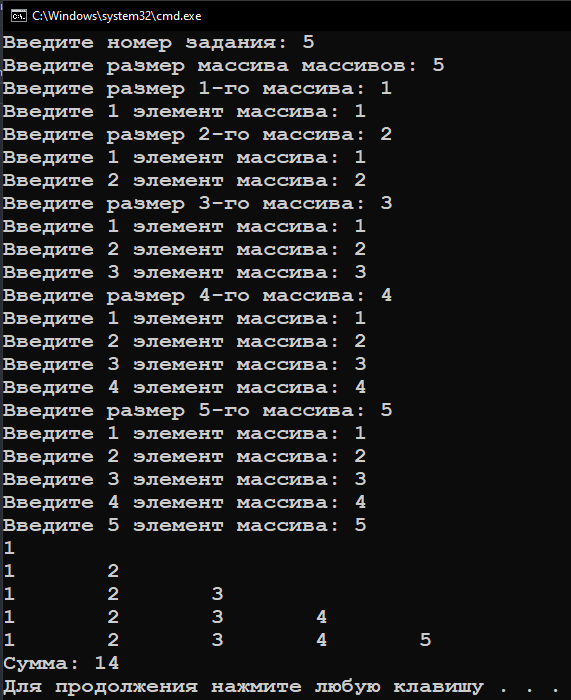 C:\Windows\system32\cmd.exe
Введите номер задания: 5
Введите размер массива массивов: 5
Введите размер 1-го массива: 1
Введите 1 элемент массива: 1
Введите размер 2-го массива: 2
Введите 1 элемент массива: 1
Введите 2 элемент массива: 2
Введите размер 3-го массива: 3
Введите 1 элемент массива: 1
Введите 2 элемент массива: 2
Введите 3 элемент массива: 3
Введите размер 4-го массива: 4
Введите 1 элемент массива: 1
Введите 2 элемент массива: 2
Введите 3 элемент массива: 3
Введите 4 элемент массива: 4
Введите размер 5-го массива: 5
Введите 1 элемент массива: 1
Введите 2 элемент массива: 2
Введите 3 элемент массива: 3
Введите 4 элемент массива: 4
Введите 5 элемент массива: 5
1
1 2
1 2 3
1 2 3 4
1 2 3 4 5
Сумма: 14
Для продолжения нажмите любую клавишу . . .